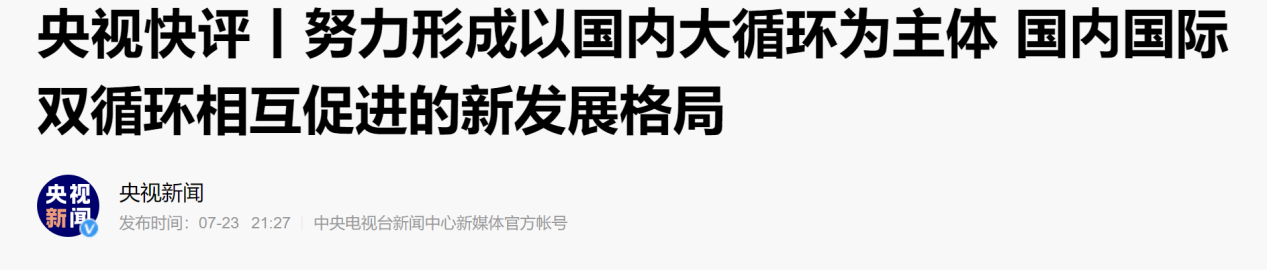 央视快评丨努力形成以国内大循环为主体 国内国际
双循环相互促进的新发展格局
央视
新闻
央视新闻
发布时间：07-23 21:27 中央电视台新闻中心新媒体官方帐号